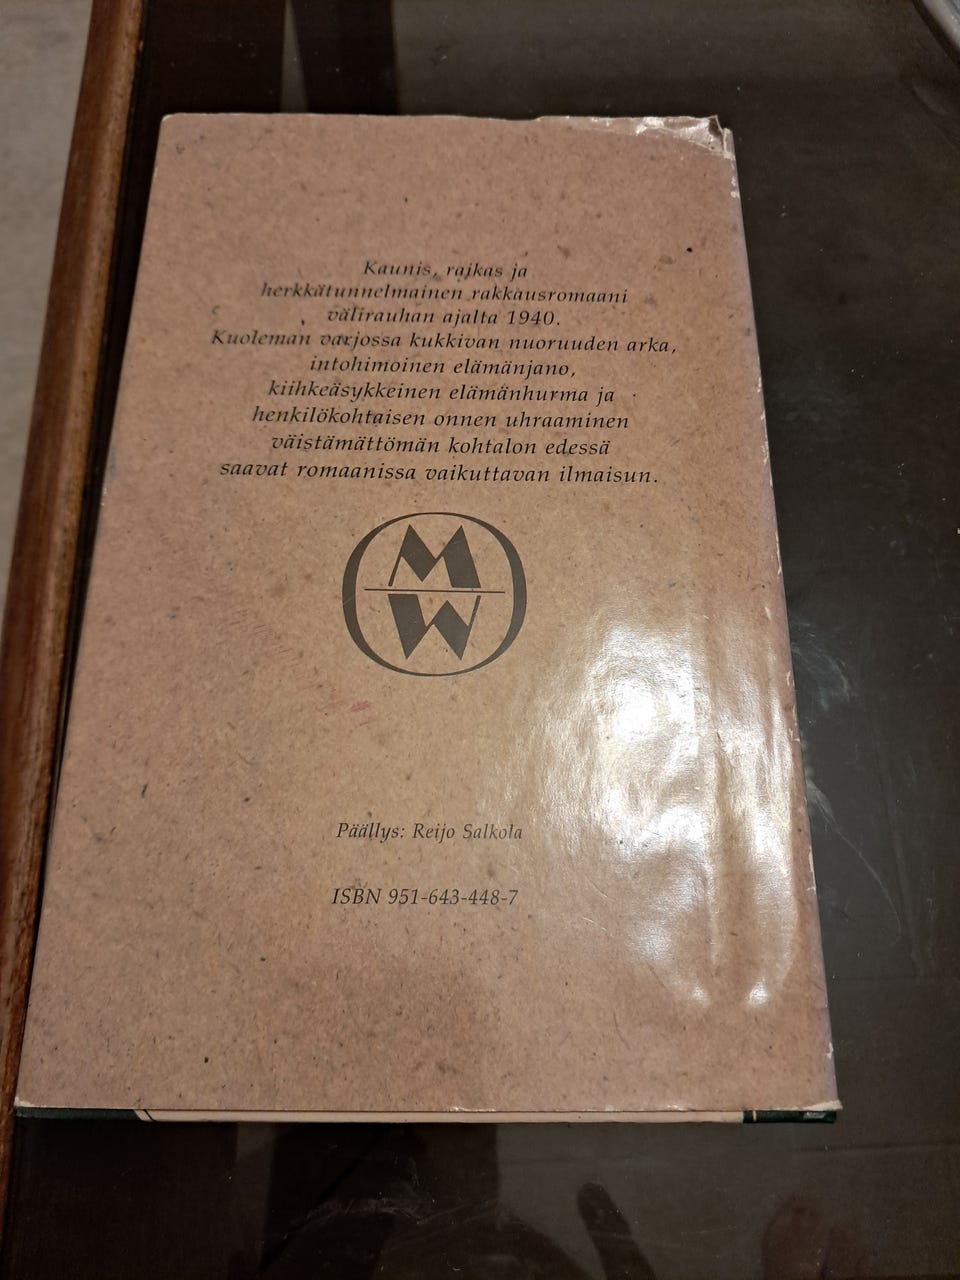 Kaunis, raikas ja
herkkätunnelmainen rakkausromaani
välirauhan ajalta 1940.
Kuoleman varjossa kukkivan nuoruuden arka,
intohimoinen elämänjano,
kiihkeäsykkeinen elämänhurma ja
henkilökohtaisen onnen uhraaminen
väistämättömän kohtalon edessä
saavat romaanissa vaikuttavan ilmaisun.
M
W
Päällys: Reijo Salkola
ISBN 951-643-448-7